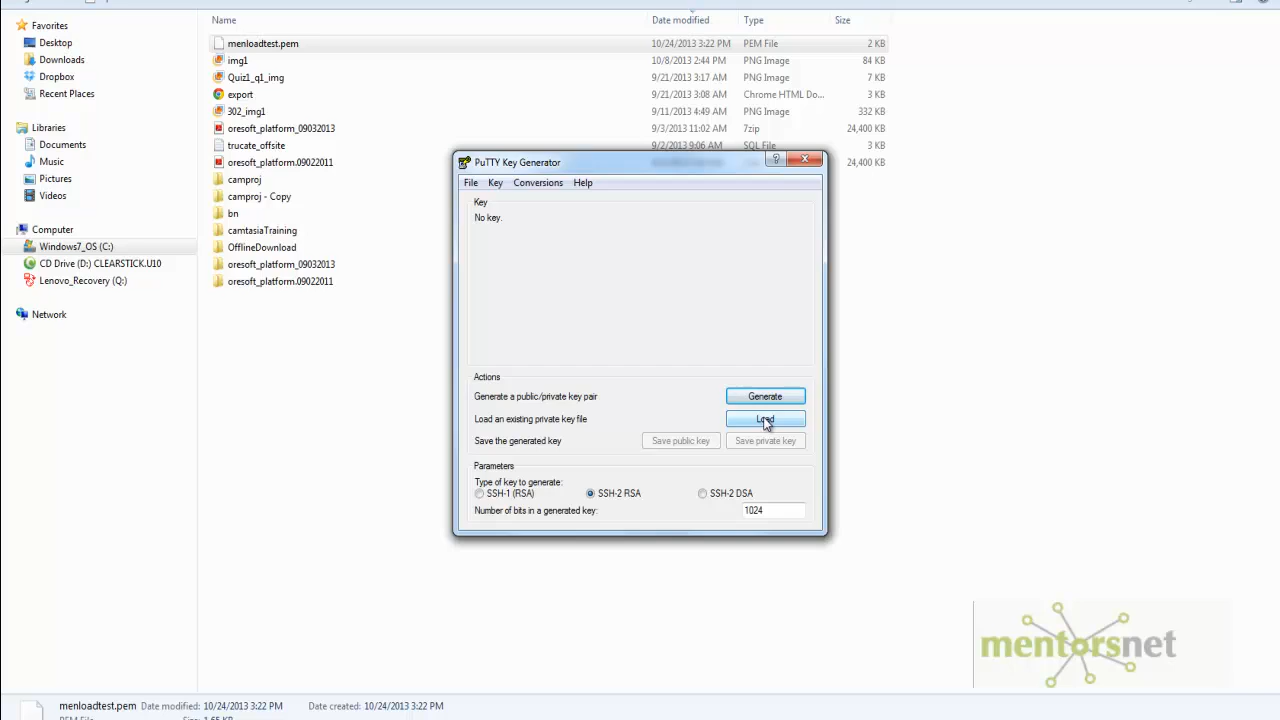 Name Date modified Type Size
Favorites
Desktop
Downloads
Dropbox
Recent Places
Libraries
Documents
Music
Pictures
Videos
Computer
Windows7_OS (C:)
CD Drive (D:) CLEARSTICK.U10
Lenovo_Recovery (Q:)
Network
menloadtest.pem 10/24/2013 3:22 PM PEM File 2 KB
img1 10/8/2013 2:44 PM PNG Image 84 KB
Quiz1_q1_img 9/21/2013 3:17 AM PNG Image 7 KB
export 9/21/2013 3:08 AM Chrome HTML Do... 3 KB
302_img1 9/11/2013 4:49 AM PNG Image 332 KB
oresoft_platform_09032013 9/3/2013 11:02 AM 7zip 24,400 KB
trucate_offsite 9/2/2013 9:06 AM SQL File 3 KB
oresoft_platform.09022011 24,400 KB
camproj
camproj - Copy
bn
camtasiaTraining
OfflineDownload
oresoft_platform_09032013
oresoft_platform.09022011
PuTTY Key Generator
File Key Conversions Help
Key
No key.
Actions
Generate a public/private key pair Generate
Load an existing private key file Load
Save the generated key Save public key Save private key
Parameters
Type of key to generate:
SSH-1 (RSA) SSH-2 RSA SSH-2 DSA
Number of bits in a generated key: 1024
mentorsnet
menloadtest.pem Date modified: 10/24/2013 3:22 PM Date created: 10/24/2013 3:22 PM
PEM File Size: 1.65 KB